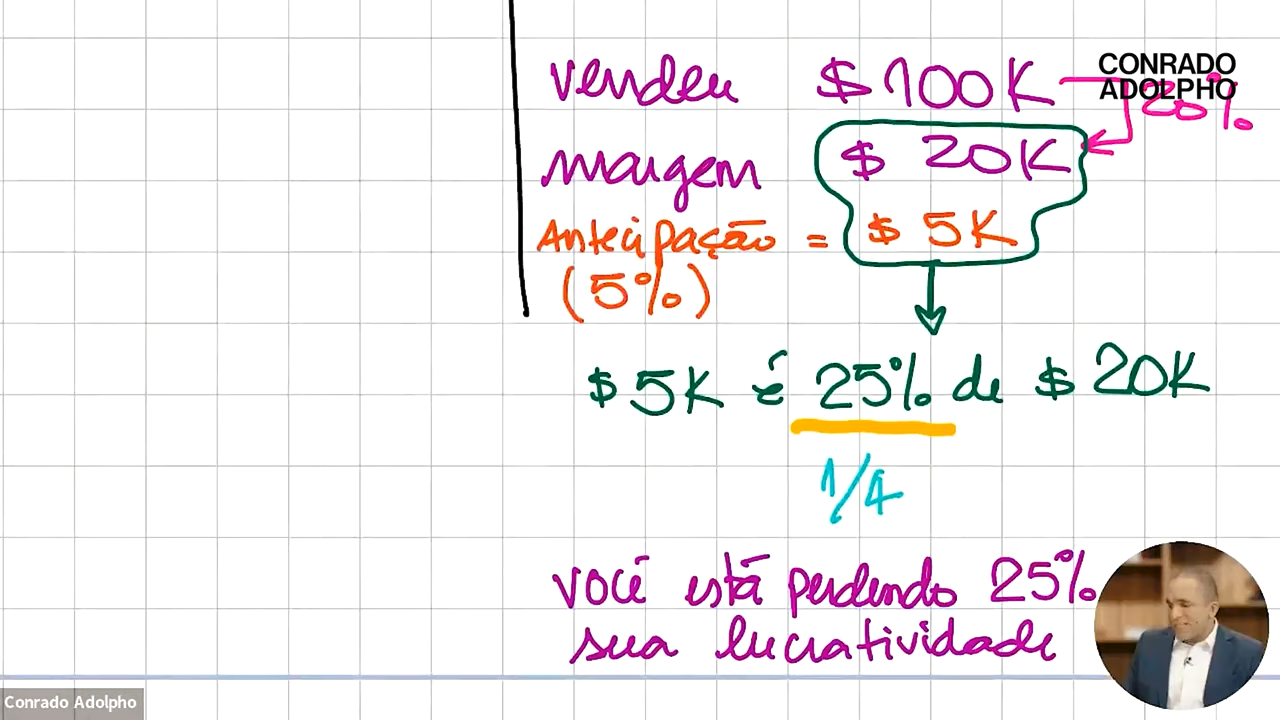 vendeu $ 100K
CONRADO
ADOLPHO
20%
margem $ 20K
Antecipação = $ 5K
(5%)
$ 5K é 25% de $ 20K
1/4
você está perdendo 25%
sua lucratividade
Conrado Adolpho